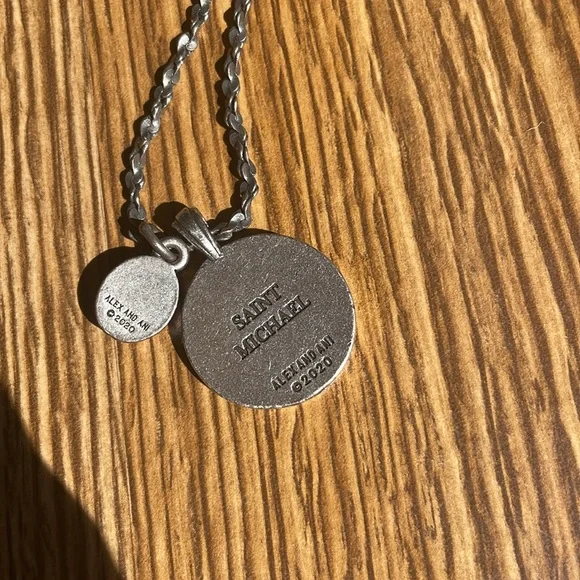 ALEX AND ANI
©2020
SAINT
MICHAEL
ALEX AND ANI
©2020